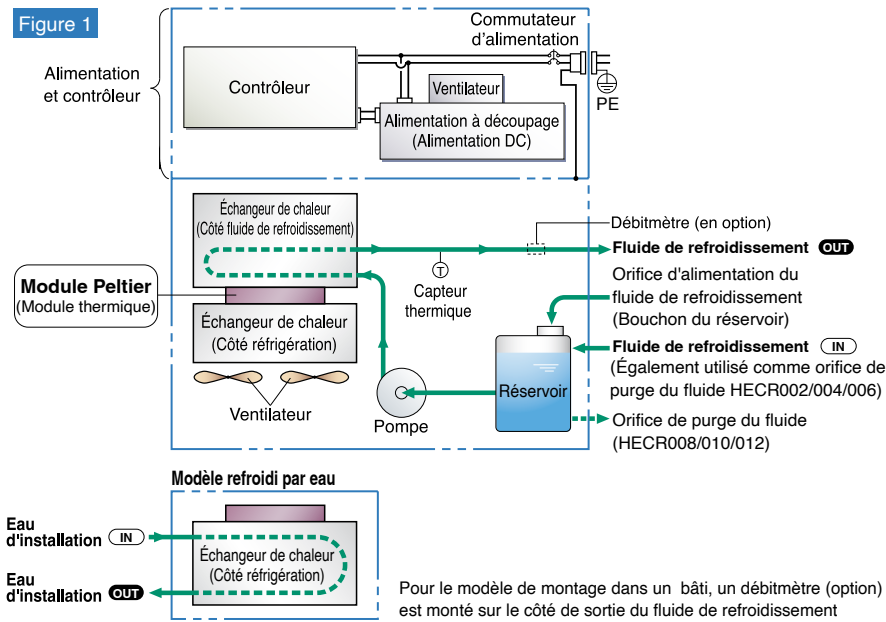 Figure 1
Commutateur
d'alimentation
Alimentation
et contrôleur
Contrôleur
Ventilateur
Alimentation à découpage
(Alimentation DC)
PE
Échangeur de chaleur
(Côté fluide de refroidissement)
Module Peltier
(Module thermique)
Échangeur de chaleur
(Côté réfrigération)
Ventilateur
T
Capteur
thermique
Pompe
Réservoir
Débitmètre (en option)
Fluide de refroidissement OUT
Orifice d'alimentation du
fluide de refroidissement
(Bouchon du réservoir)
Fluide de refroidissement IN
(Également utilisé comme orifice de
purge du fluide HECR002/004/006)
Orifice de purge du fluide
(HECR008/010/012)
Modèle refroidi par eau
Eau
d'installation IN
Eau
d'installation OUT
Échangeur de chaleur
(Côté réfrigération)
Pour le modèle de montage dans un bâti, un débitmètre (option)
est monté sur le côté de sortie du fluide de refroidissement